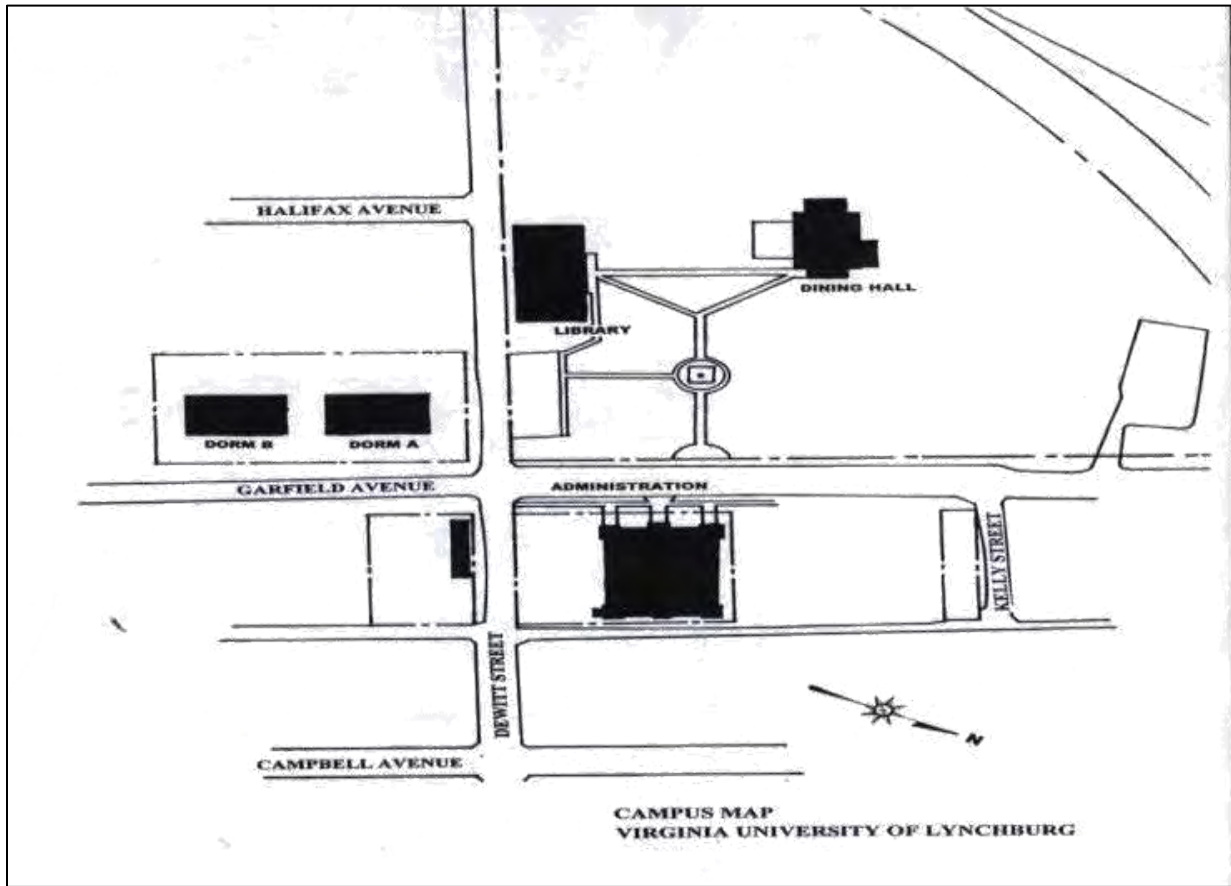 HALIFAX AVENUE
DINING HALL
LIBRARY
DORM B
DORM A
GARFIELD AVENUE
ADMINISTRATION
KELLY STREET
DEWITT STREET
N
CAMPBELL AVENUE
CAMPUS MAP
VIRGINIA UNIVERSITY OF LYNCHBURG